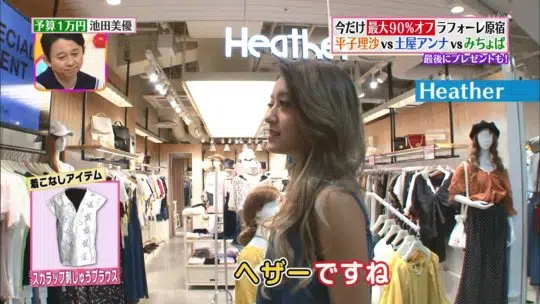 予算1万円 池田美優
今だけ 最大90%オフ ラフォーレ原宿
平子理沙vs土屋アンナvsみちょぱ
最後にプレゼントも!
Heather
Heather
着こなしアイテム
スカラップ刺しゅうブラウス
ヘザーですね